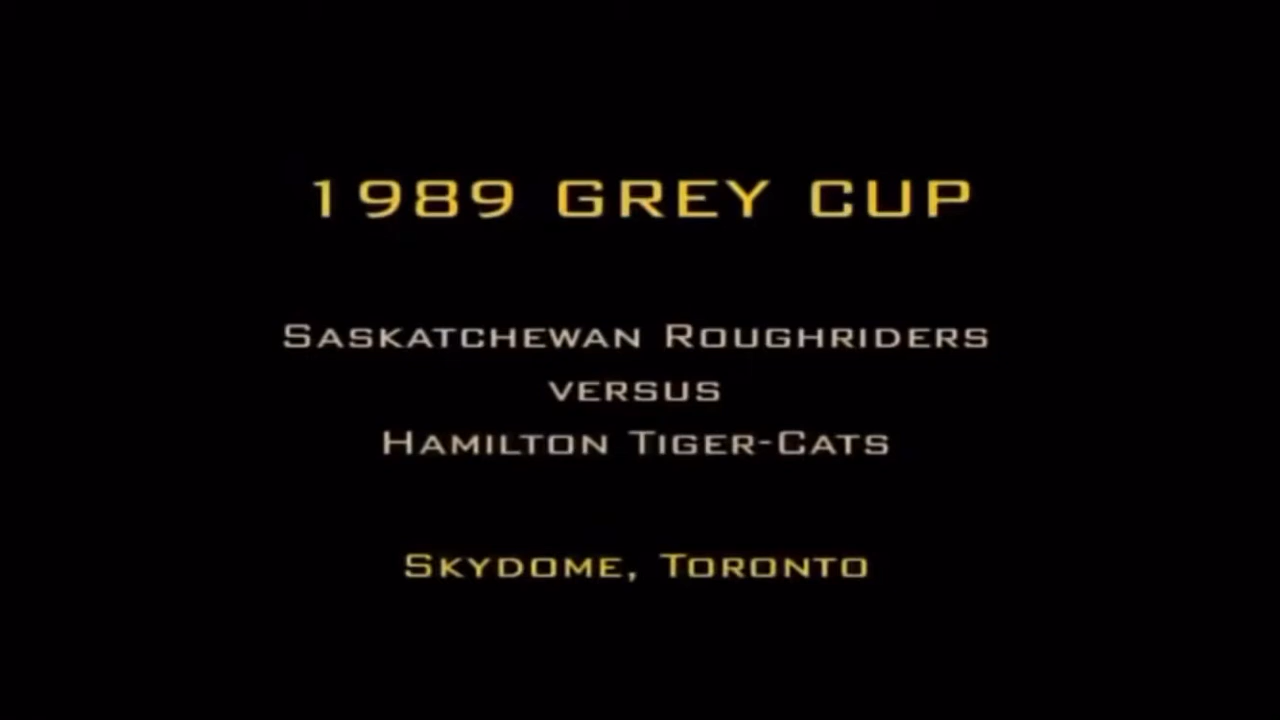 1989 GREY CUP
SASKATCHEWAN ROUGHRIDERS
VERSUS
HAMILTON TIGER-CATS
SKYDOME, TORONTO